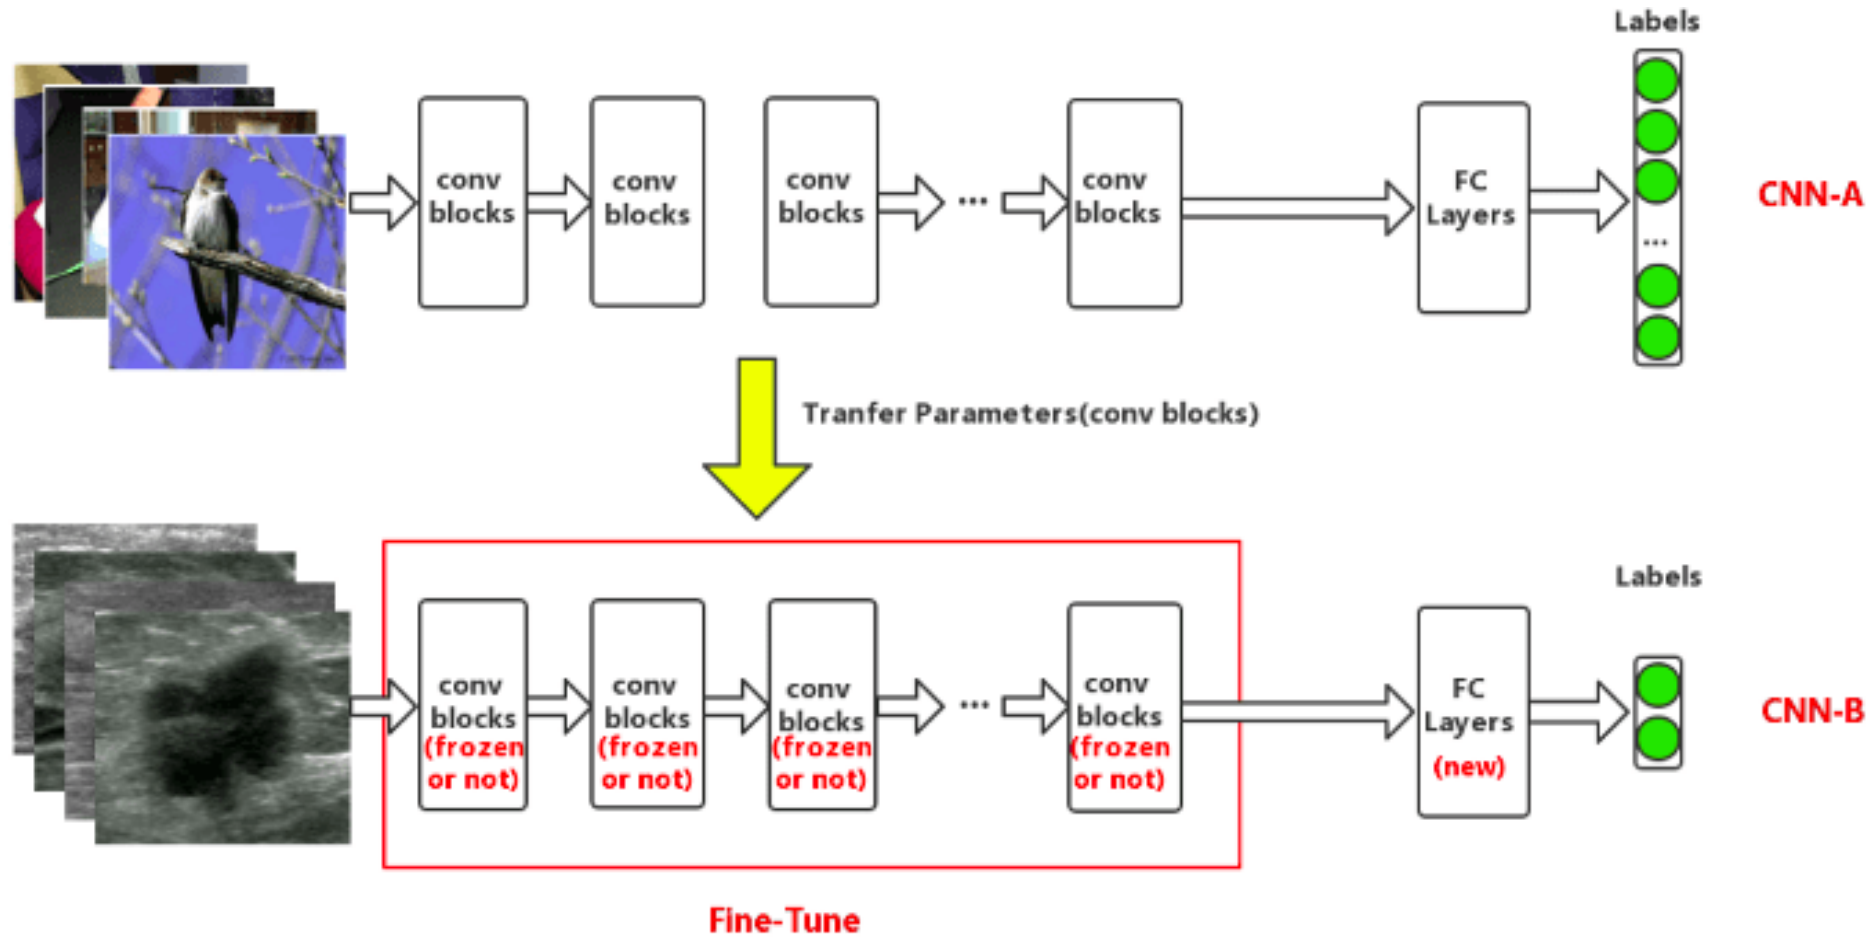 Labels
conv
blocks
conv
blocks
conv
blocks
...
conv
blocks
FC
Layers
...
CNN-A
Tranfer Parameters(conv blocks)
Labels
conv
blocks
(frozen
or not)
conv
blocks
(frozen
or not)
conv
blocks
(frozen
or not)
...
conv
blocks
(frozen
or not)
FC
Layers
(new)
CNN-B
Fine-Tune